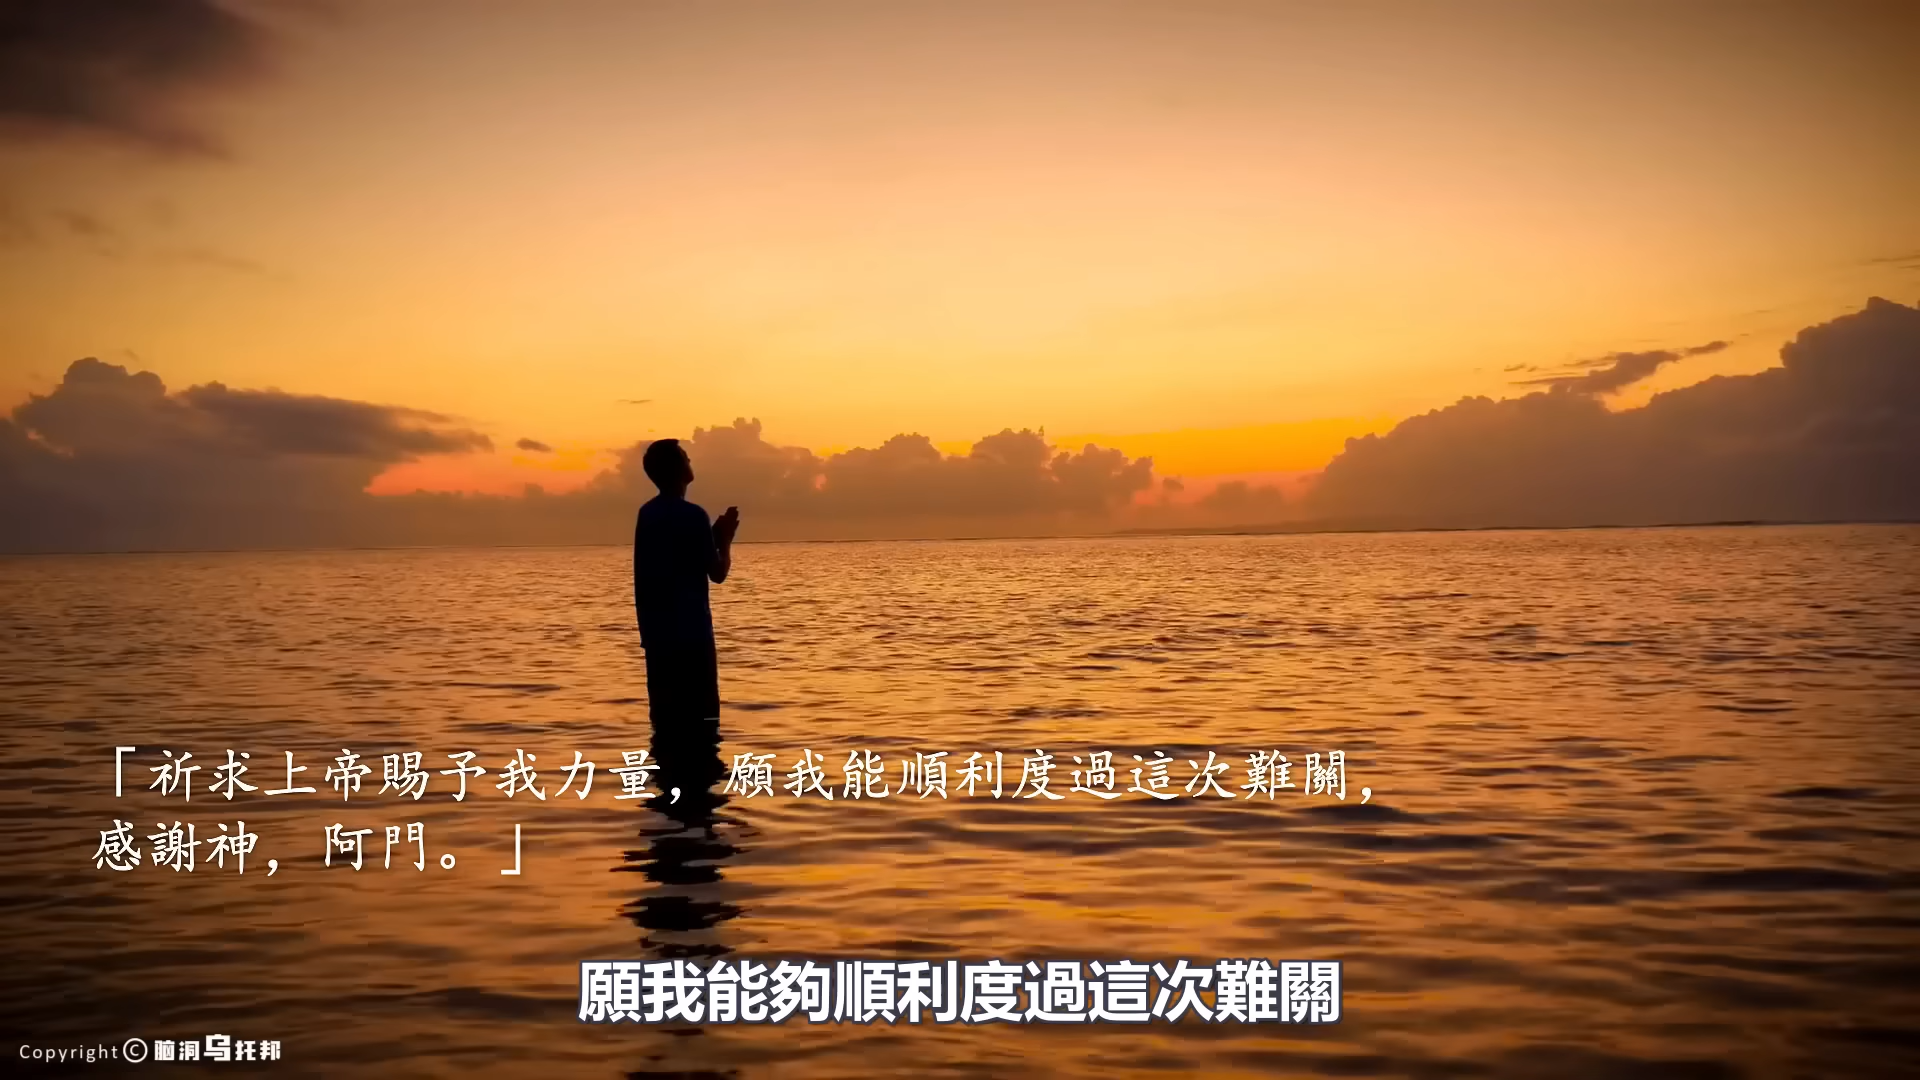 「祈求上帝賜予我力量，願我能順利度過這次難關，
感謝神，阿門。」
願我能夠順利度過這次難關
Copyright © 脑洞乌托邦